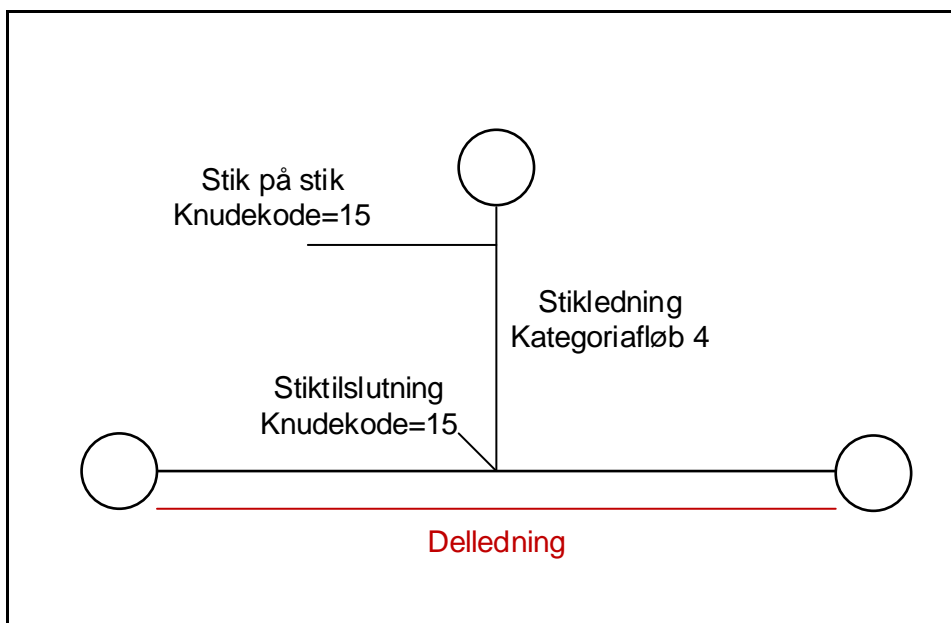 Stik på stik
Knudekode=15
Stikledning
Kategoriafløb 4
Stiktilslutning
Knudekode=15
Delledning